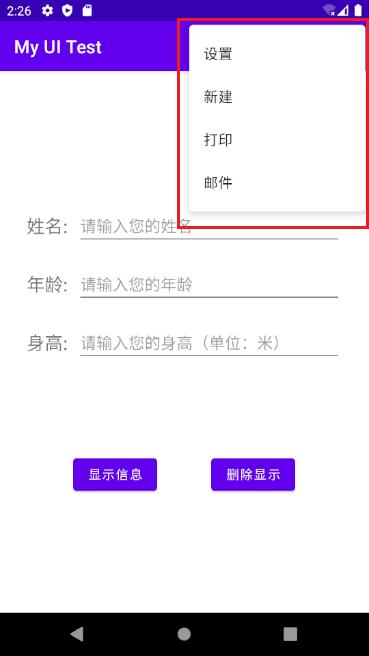 2:26
My UI Test
设置
新建
打印
邮件
姓名: 请输入您的姓名
年龄: 请输入您的年龄
身高: 请输入您的身高（单位：米）
显示信息 删除显示